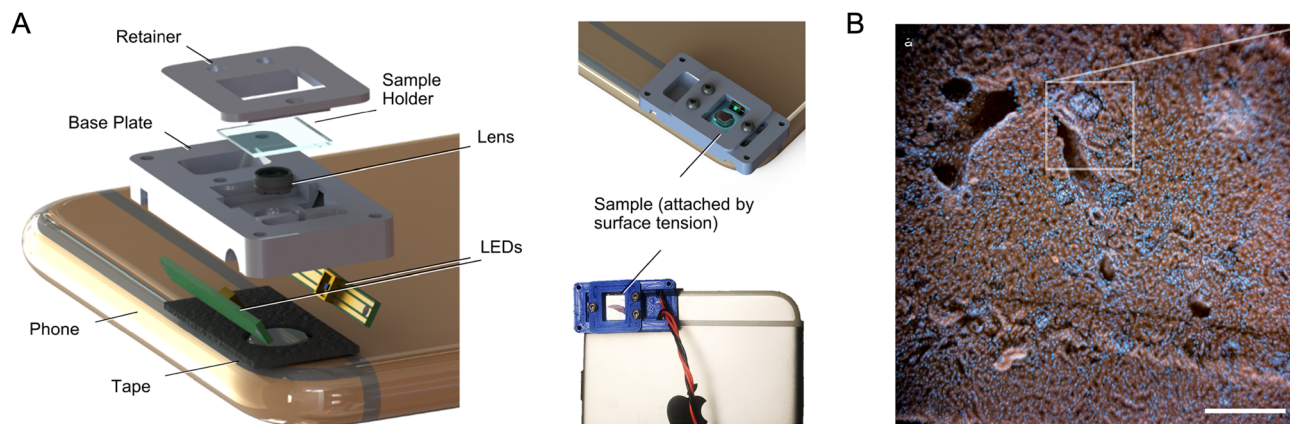 A
Retainer
Sample
Holder
Base Plate
Lens
LEDs
Phone
Tape
Sample (attached by
surface tension)
B
a